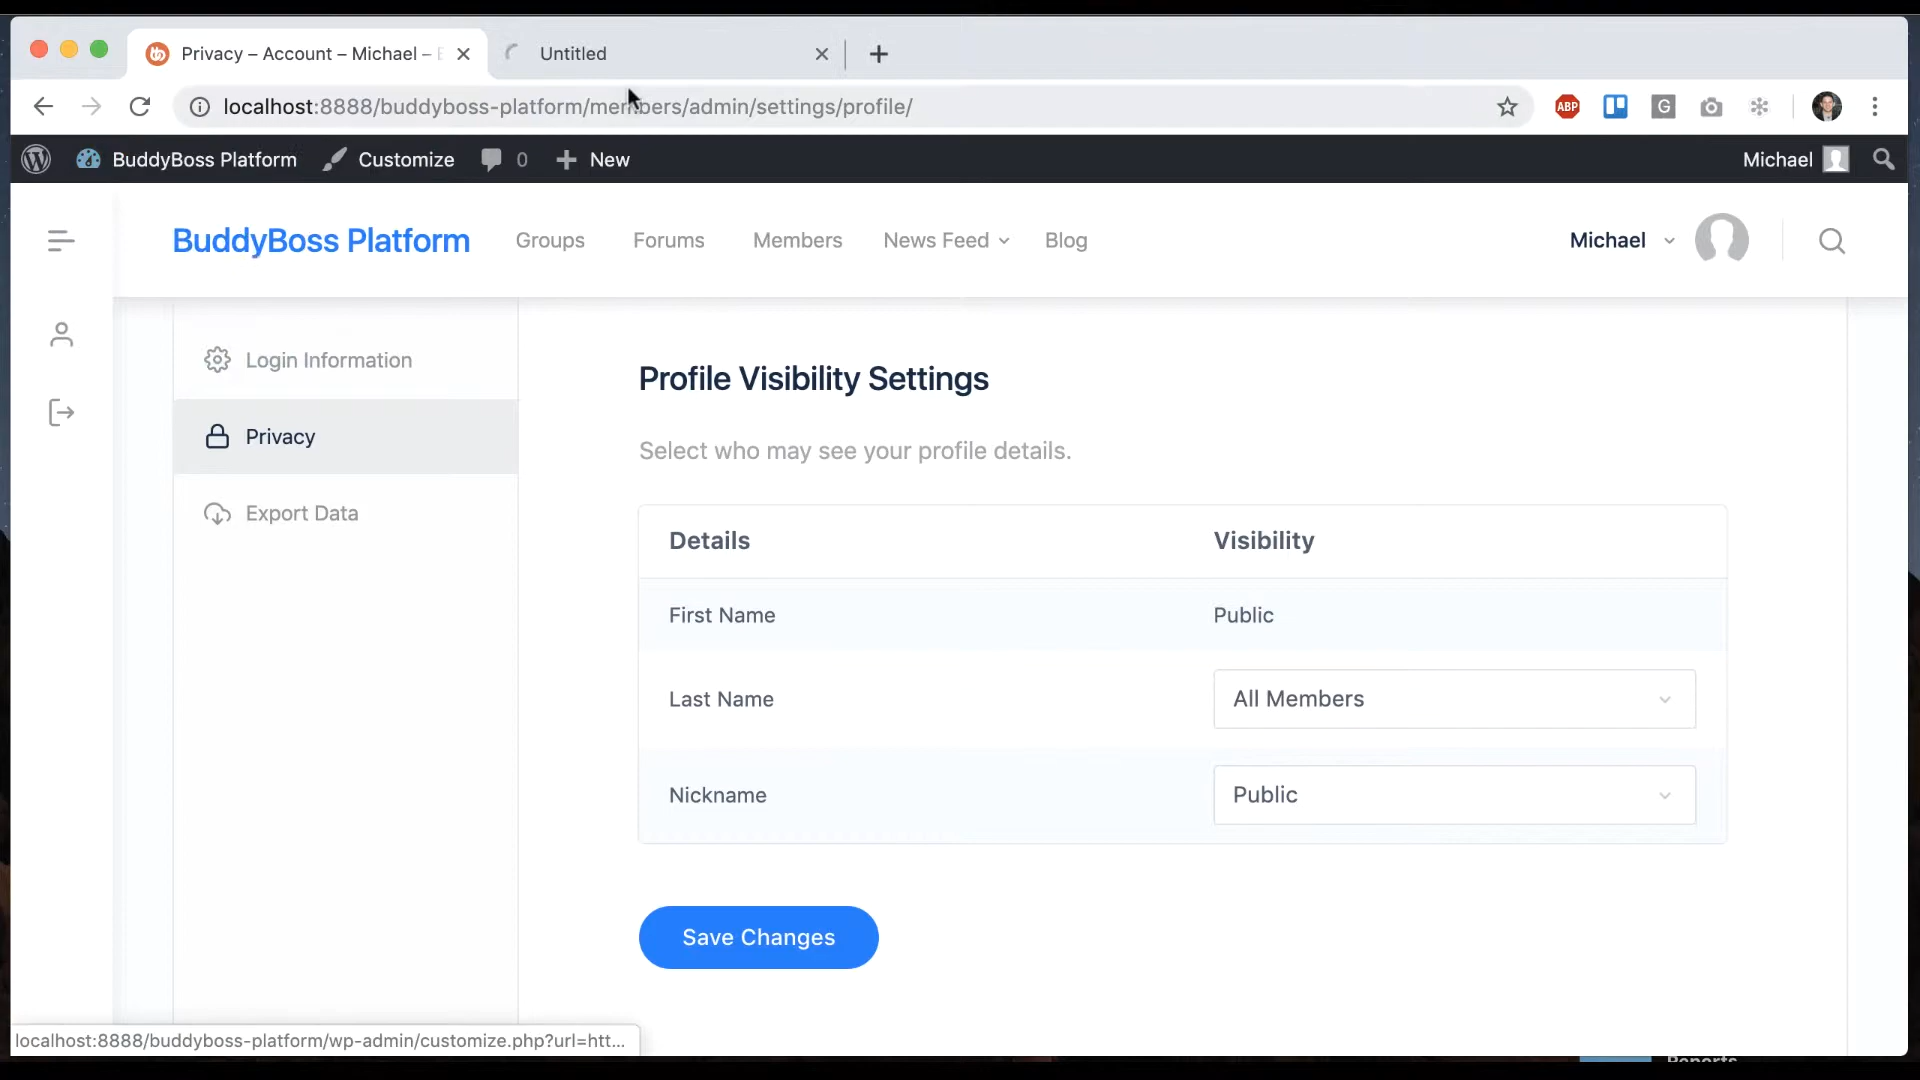 Privacy – Account – Michael –
Untitled
localhost:8888/buddyboss-platform/members/admin/settings/profile/
ABP
G
BuddyBoss Platform
Customize
0
New
Michael
BuddyBoss Platform
Groups
Forums
Members
News Feed
Blog
Michael
Login Information
Privacy
Export Data
Profile Visibility Settings
Select who may see your profile details.
Details
Visibility
First Name
Public
Last Name
All Members
Nickname
Public
Save Changes
localhost:8888/buddyboss-platform/wp-admin/customize.php?url=htt...
Reports